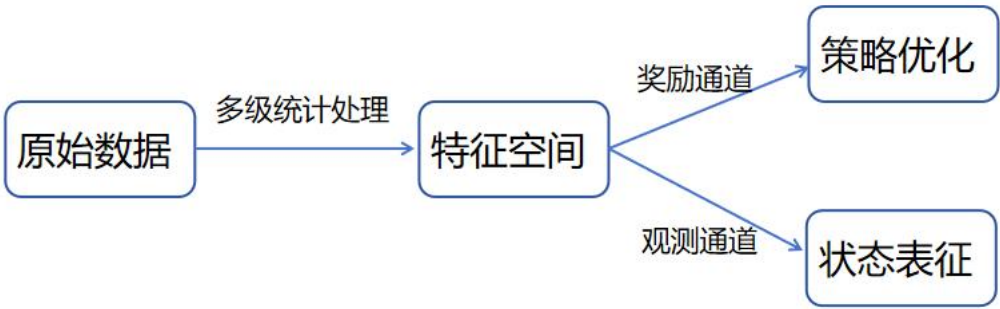 原始数据
多级统计处理
特征空间
奖励通道
策略优化
观测通道
状态表征